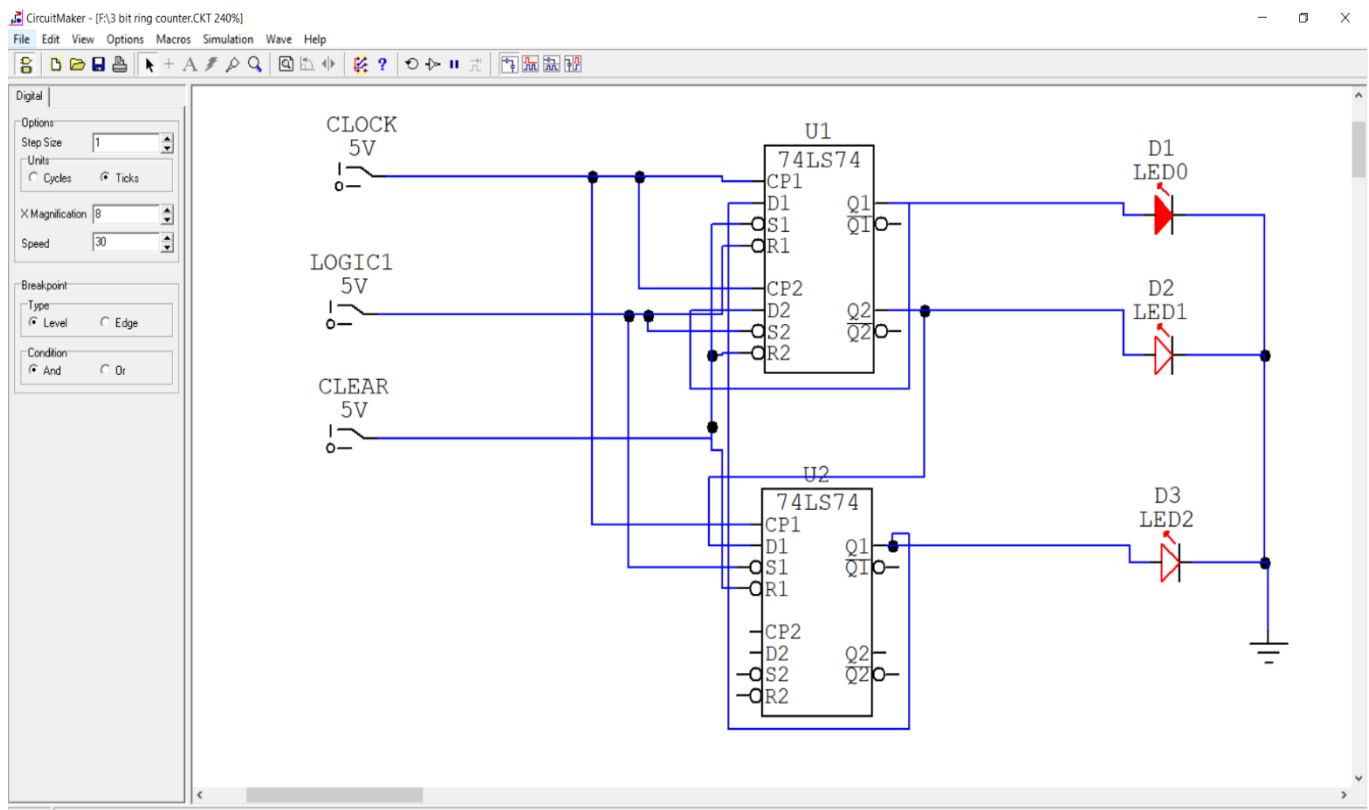 CircuitMaker - [F:\3 bit ring counter.CKT 240%]
File Edit View Options Macros Simulation Wave Help
Digital
Options
Step Size 1
Units
Cycles Ticks
X Magnification 8
Speed 30
Breakpoint
Type
Level Edge
Condition
And Or
CLOCK
5V
LOGIC1
5V
CLEAR
5V
U1
74LS74
CP1
D1 Q1
S1 Q1
R1
CP2
D2 Q2
S2 Q2
R2
U2
74LS74
CP1
D1 Q1
S1 Q1
R1
CP2
D2 Q2
S2 Q2
R2
D1
LED0
D2
LED1
D3
LED2